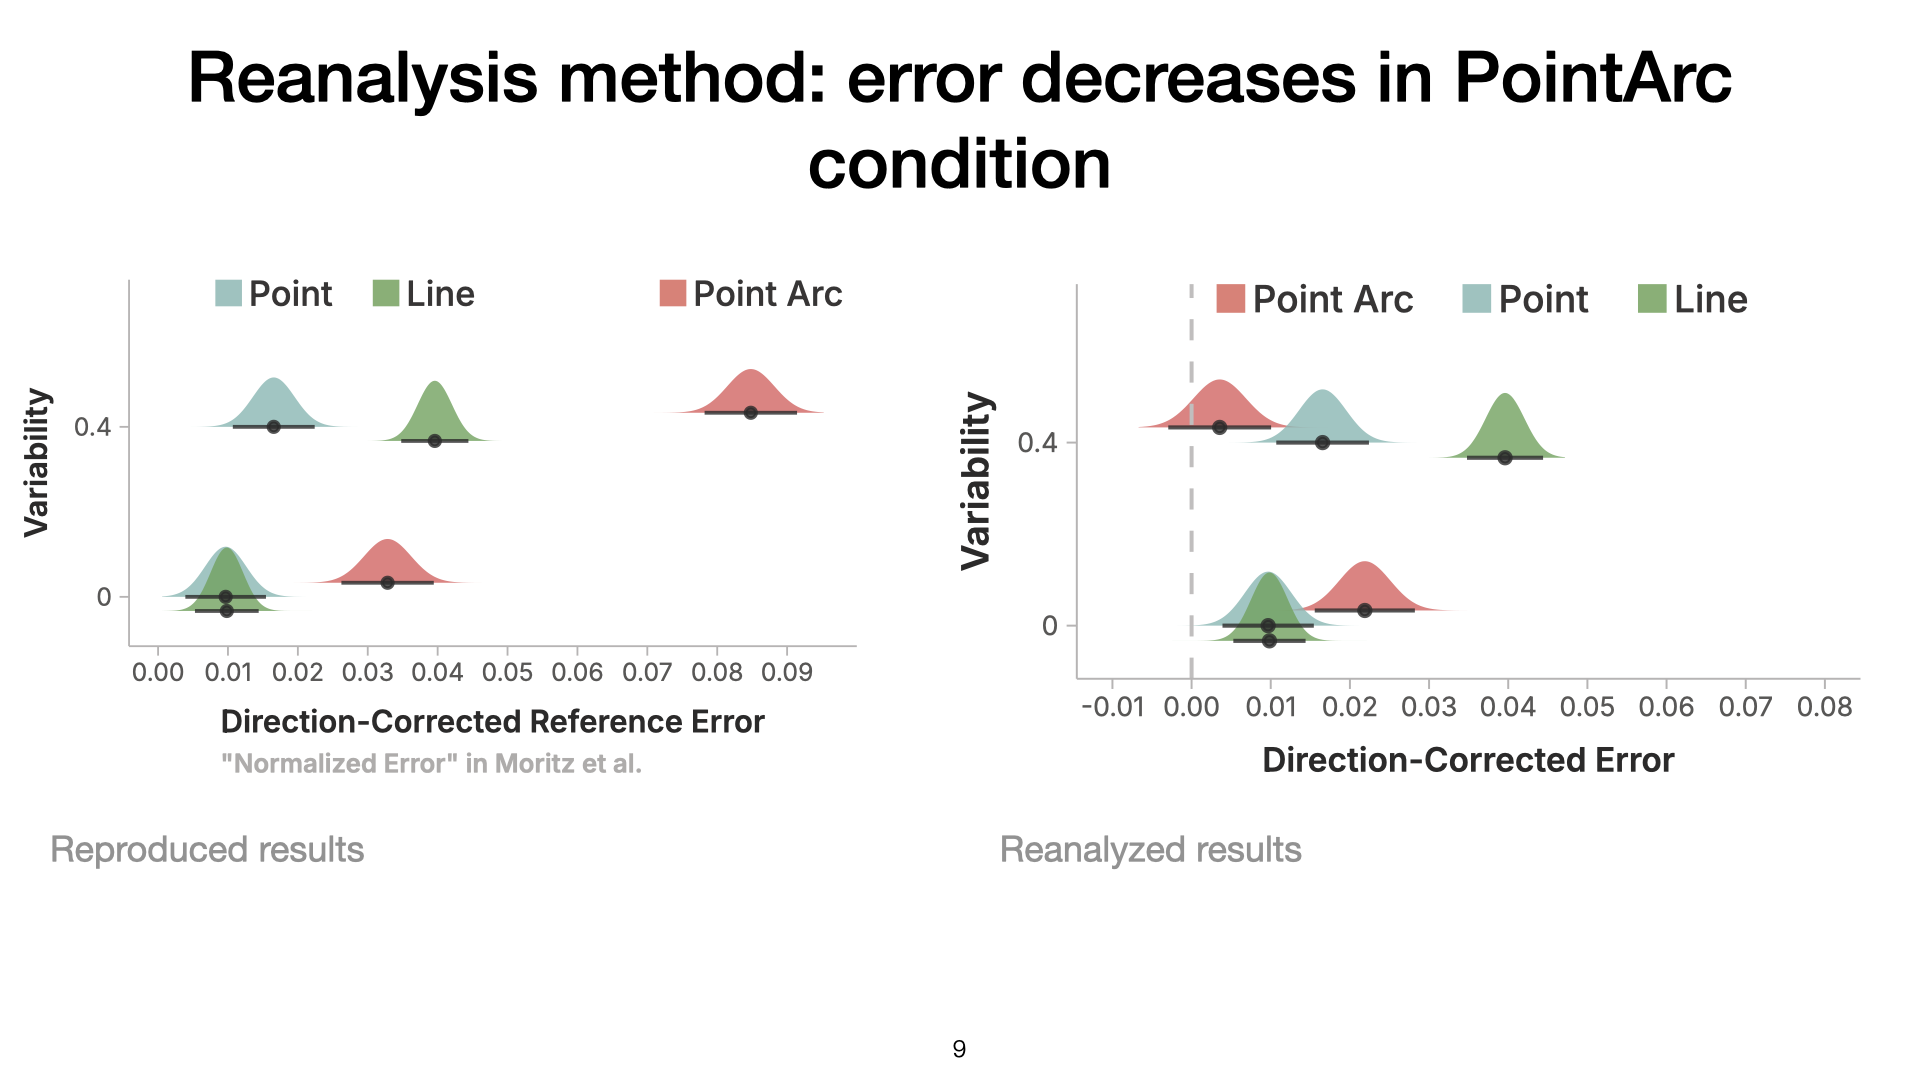 Reanalysis method: error decreases in PointArc
condition
Point
Line
Point Arc
Variability
0.4
0
0.00 0.01 0.02 0.03 0.04 0.05 0.06 0.07 0.08 0.09
Direction-Corrected Reference Error
"Normalized Error" in Moritz et al.
Reproduced results
Point Arc
Point
Line
Variability
0.4
0
-0.01 0.00 0.01 0.02 0.03 0.04 0.05 0.06 0.07 0.08
Direction-Corrected Error
Reanalyzed results
9